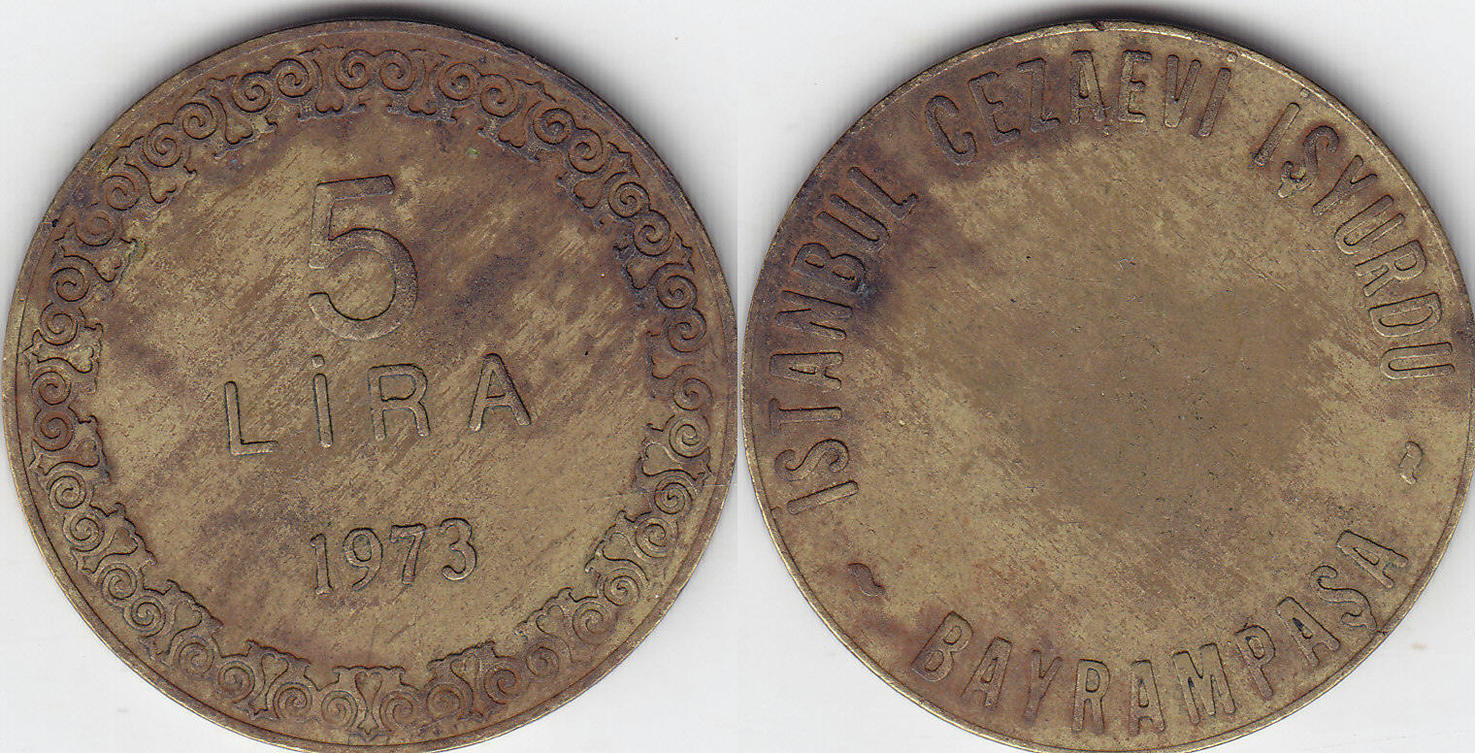 5
LİRA
1973
ISTANBUL CEZAEVİ IŞYURDU
- BAYRAMPAŞA -